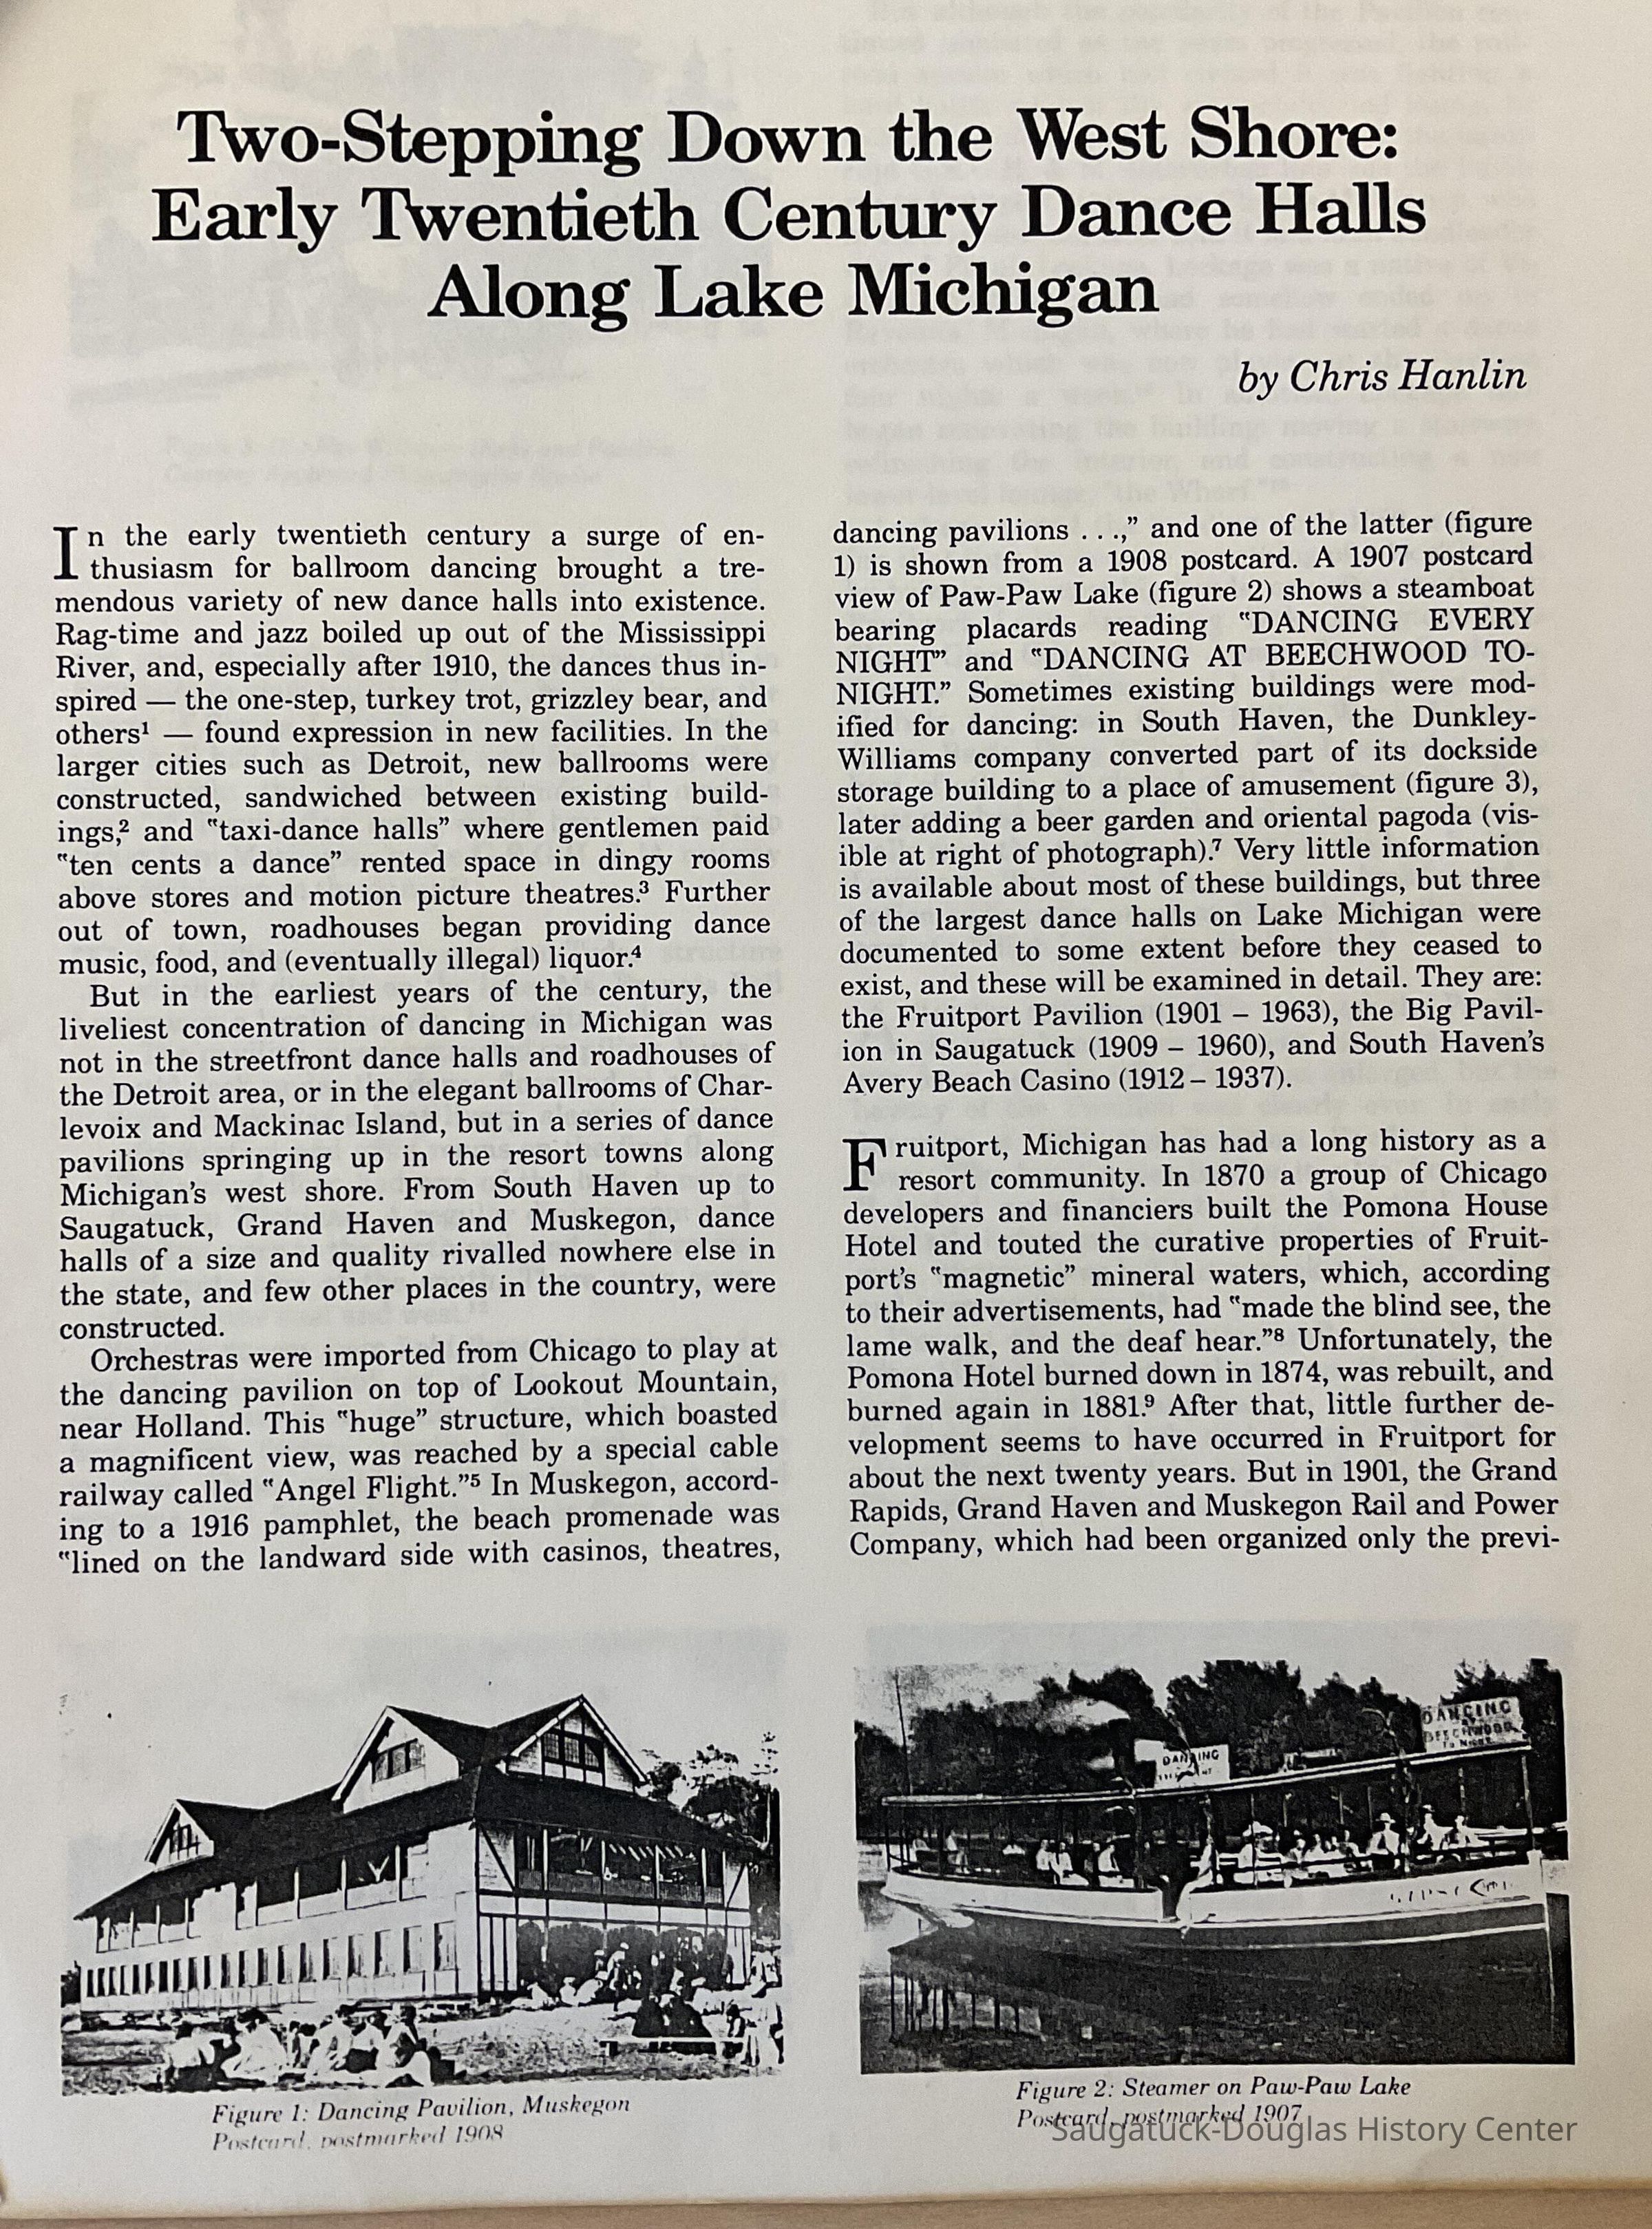 Two-Stepping Down the West Shore:
Early Twentieth Century Dance Halls
Along Lake Michigan
by Chris Hanlin
In the early twentieth century a surge of en-
thusiasm for ballroom dancing brought a tre-
mendous variety of new dance halls into existence.
Rag-time and jazz boiled up out of the Mississippi
River, and, especially after 1910, the dances thus in-
spired — the one-step, turkey trot, grizzley bear, and
others¹ — found expression in new facilities. In the
larger cities such as Detroit, new ballrooms were
constructed, sandwiched between existing build-
ings,² and "taxi-dance halls" where gentlemen paid
"ten cents a dance" rented space in dingy rooms
above stores and motion picture theatres.³ Further
out of town, roadhouses began providing dance
music, food, and (eventually illegal) liquor.⁴
But in the earliest years of the century, the
liveliest concentration of dancing in Michigan was
not in the streetfront dance halls and roadhouses of
the Detroit area, or in the elegant ballrooms of Char-
levoix and Mackinac Island, but in a series of dance
pavilions springing up in the resort towns along
Michigan's west shore. From South Haven up to
Saugatuck, Grand Haven and Muskegon, dance
halls of a size and quality rivalled nowhere else in
the state, and few other places in the country, were
constructed.
Orchestras were imported from Chicago to play at
the dancing pavilion on top of Lookout Mountain,
near Holland. This "huge" structure, which boasted
a magnificent view, was reached by a special cable
railway called "Angel Flight."⁵ In Muskegon, accord-
ing to a 1916 pamphlet, the beach promenade was
"lined on the landward side with casinos, theatres,
dancing pavilions . . .," and one of the latter (figure
1) is shown from a 1908 postcard. A 1907 postcard
view of Paw-Paw Lake (figure 2) shows a steamboat
bearing placards reading "DANCING EVERY
NIGHT" and "DANCING AT BEECHWOOD TO-
NIGHT." Sometimes existing buildings were mod-
ified for dancing: in South Haven, the Dunkley-
Williams company converted part of its dockside
storage building to a place of amusement (figure 3),
later adding a beer garden and oriental pagoda (vis-
ible at right of photograph).⁷ Very little information
is available about most of these buildings, but three
of the largest dance halls on Lake Michigan were
documented to some extent before they ceased to
exist, and these will be examined in detail. They are:
the Fruitport Pavilion (1901 – 1963), the Big Pavil-
ion in Saugatuck (1909 – 1960), and South Haven's
Avery Beach Casino (1912 – 1937).
Fruitport, Michigan has had a long history as a
resort community. In 1870 a group of Chicago
developers and financiers built the Pomona House
Hotel and touted the curative properties of Fruit-
port's "magnetic" mineral waters, which, according
to their advertisements, had "made the blind see, the
lame walk, and the deaf hear."⁸ Unfortunately, the
Pomona Hotel burned down in 1874, was rebuilt, and
burned again in 1881.⁹ After that, little further de-
velopment seems to have occurred in Fruitport for
about the next twenty years. But in 1901, the Grand
Rapids, Grand Haven and Muskegon Rail and Power
Company, which had been organized only the previ-
DANCING
DANCING
BEECHWOOD
TO NIGHT
Figure 1: Dancing Pavilion, Muskegon
Postcard, postmarked 1908
Figure 2: Steamer on Paw-Paw Lake
Postcard, postmarked 1907
Saugatuck-Douglas History Center